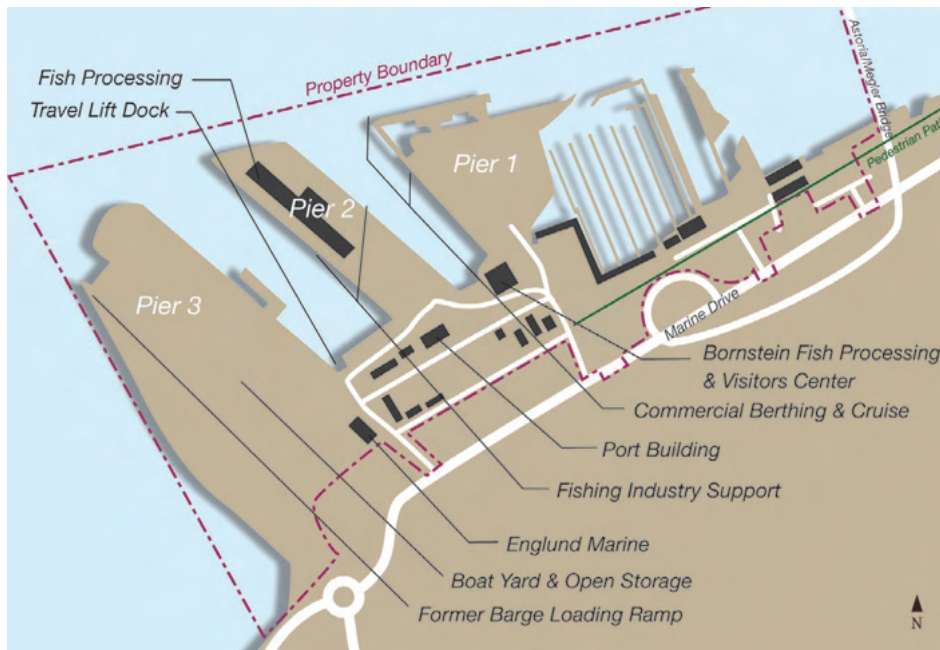 Fish Processing
Travel Lift Dock
Property Boundary
Astoria/Megler Bridge
Pedestrian Path
Pier 1
Pier 2
Pier 3
Marine Drive
Bornstein Fish Processing
& Visitors Center
Commercial Berthing & Cruise
Port Building
Fishing Industry Support
Englund Marine
Boat Yard & Open Storage
Former Barge Loading Ramp
N